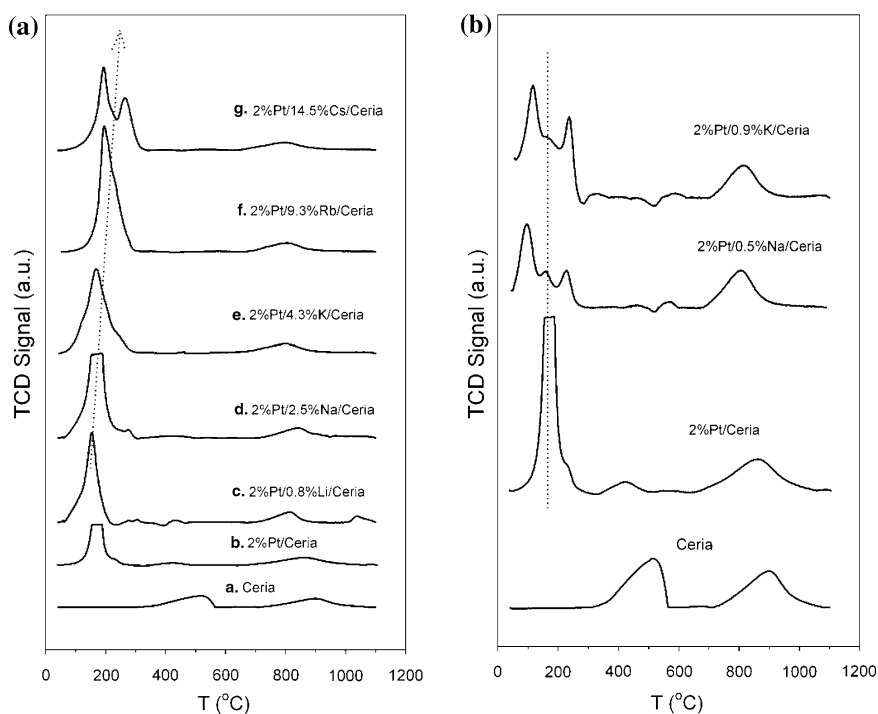 (a)
TCD Signal (a.u.)
g. 2%Pt/14.5%Cs/Ceria
f. 2%Pt/9.3%Rb/Ceria
e. 2%Pt/4.3%K/Ceria
d. 2%Pt/2.5%Na/Ceria
c. 2%Pt/0.8%Li/Ceria
b. 2%Pt/Ceria
a. Ceria
0 200 400 600 800 1000 1200
T (°C)
(b)
TCD Signal (a.u.)
2%Pt/0.9%K/Ceria
2%Pt/0.5%Na/Ceria
2%Pt/Ceria
Ceria
0 200 400 600 800 1000 1200
T (°C)